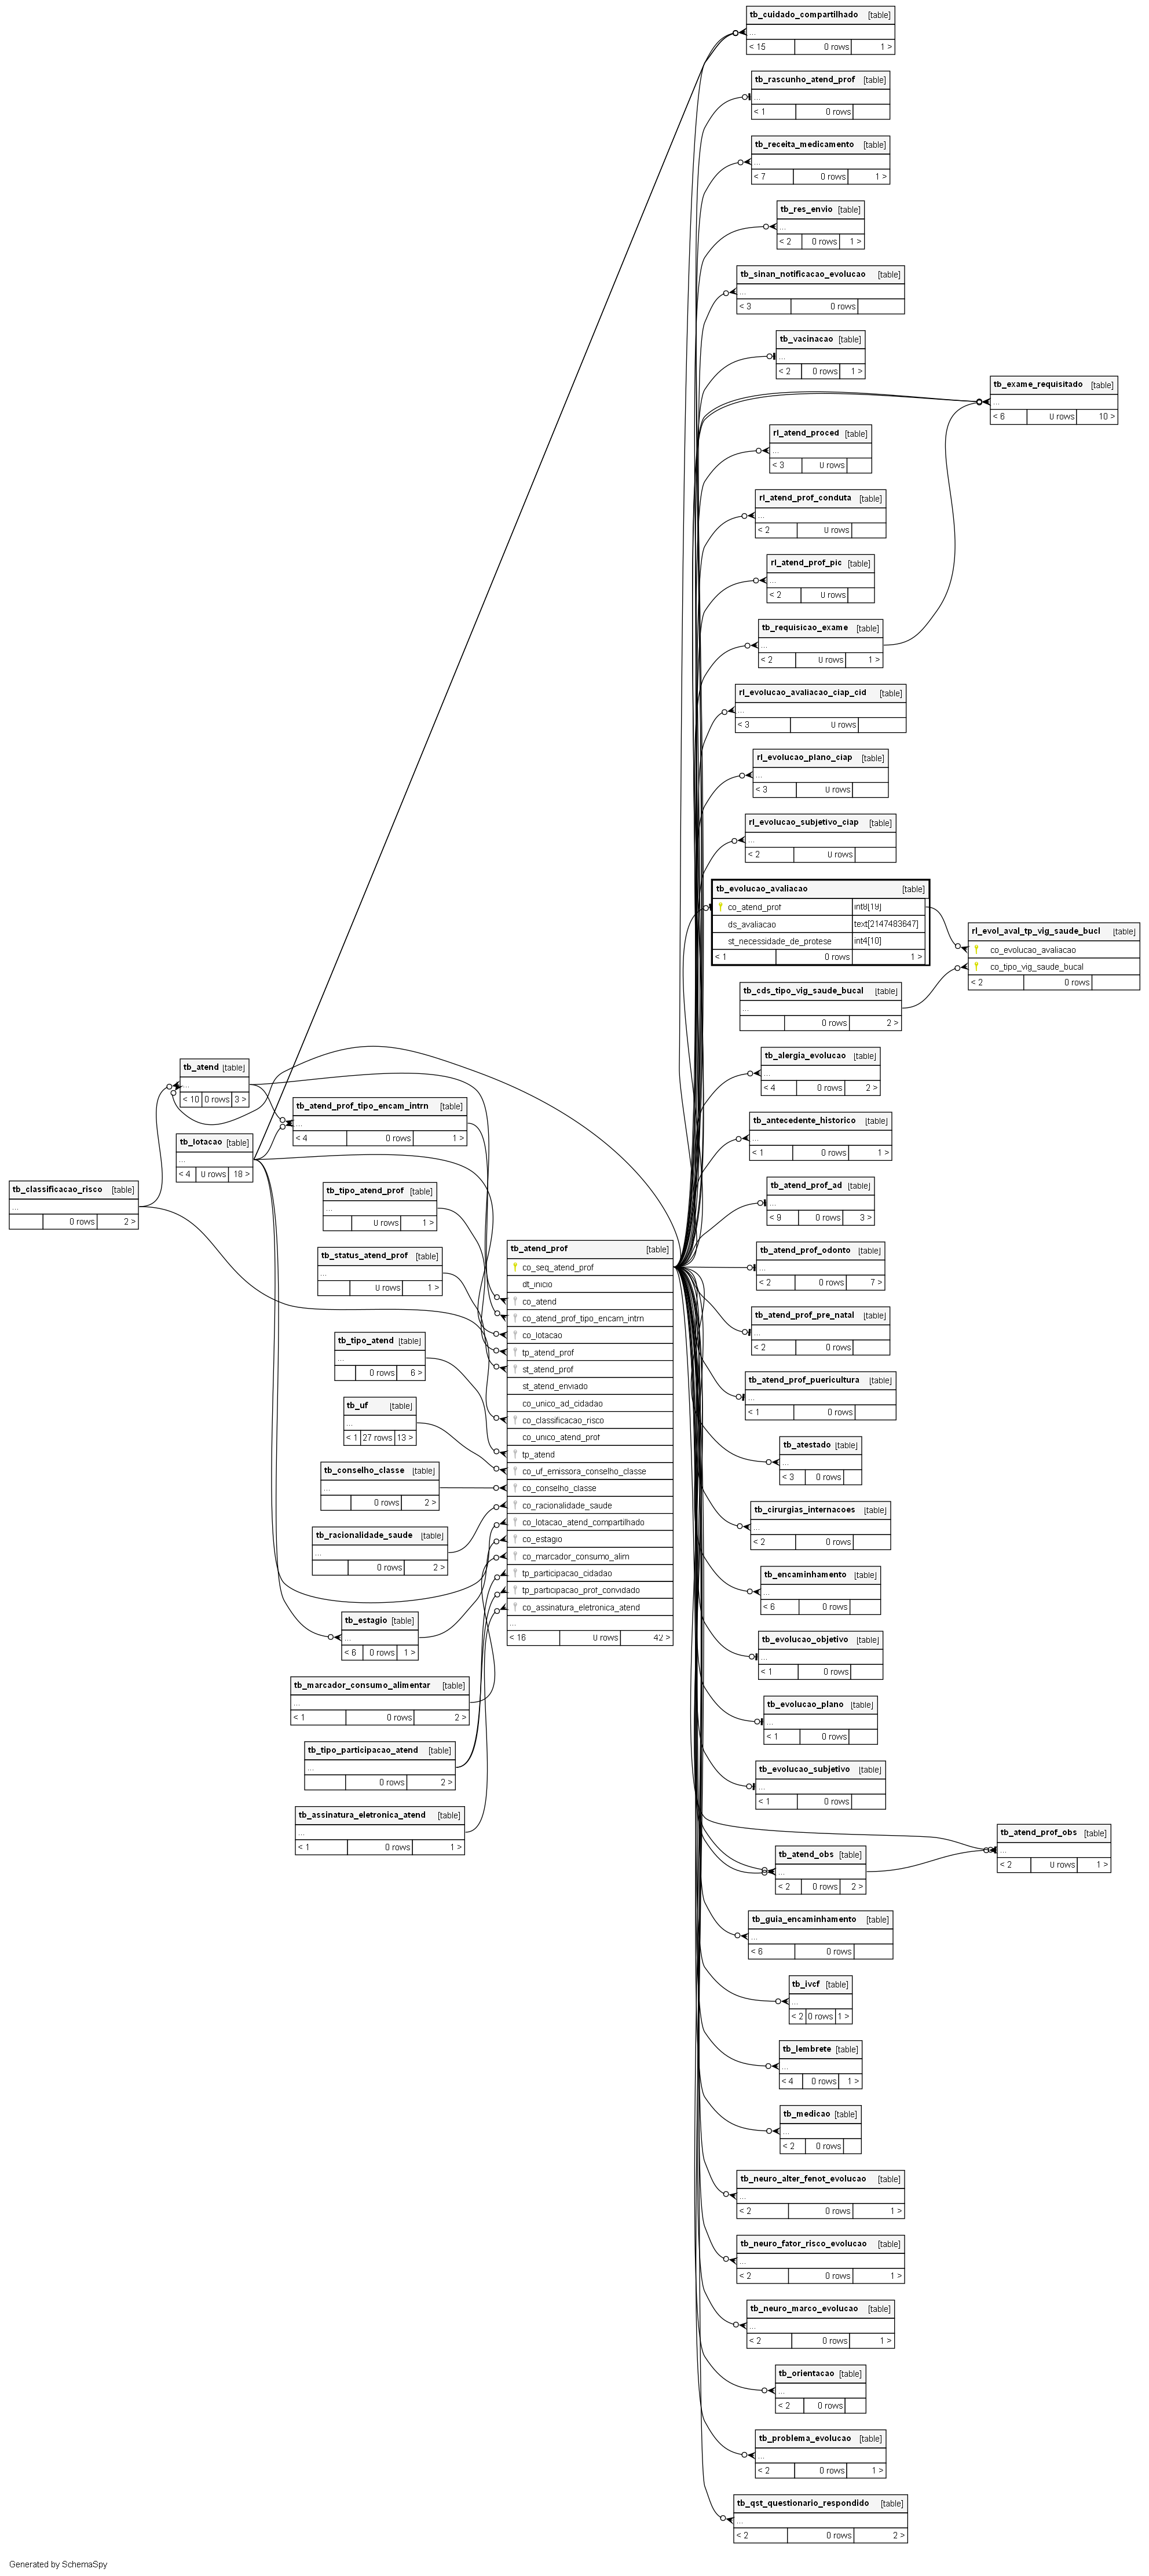 tb_cuidado_compartilhado [table]
...
< 15 0 rows 1 >
tb_rascunho_atend_prof [table]
...
< 1 0 rows
tb_receita_medicamento [table]
...
< 7 0 rows 1 >
tb_res_envio [table]
...
< 2 0 rows 1 >
tb_sinan_notificacao_evolucao [table]
...
< 3 0 rows
tb_vacinacao [table]
...
< 2 0 rows 1 >
tb_exame_requisitado [table]
...
< 6 0 rows 10 >
rl_atend_proced [table]
...
< 3 0 rows
rl_atend_prof_conduta [table]
...
< 2 0 rows
rl_atend_prof_pic [table]
...
< 2 0 rows
tb_requisicao_exame [table]
...
< 2 0 rows 1 >
rl_evolucao_avaliacao_ciap_cid [table]
...
< 3 0 rows
rl_evolucao_plano_ciap [table]
...
< 3 0 rows
rl_evolucao_subjetivo_ciap [table]
...
< 2 0 rows
tb_evolucao_avaliacao [table]
co_atend_prof int8[19]
ds_avaliacao text[2147483647]
st_necessidade_de_protese int4[10]
< 1 0 rows 1 >
rl_evol_aval_tp_vig_saude_bucl [table]
co_evolucao_avaliacao
co_tipo_vig_saude_bucal
< 2 0 rows
tb_cds_tipo_vig_saude_bucal [table]
...
0 rows 2 >
tb_alergia_evolucao [table]
...
< 4 0 rows 2 >
tb_antecedente_historico [table]
...
< 1 0 rows 1 >
tb_atend_prof_ad [table]
...
< 9 0 rows 3 >
tb_atend_prof_odonto [table]
...
< 2 0 rows 7 >
tb_atend_prof_pre_natal [table]
...
< 2 0 rows
tb_atend_prof_puericultura [table]
...
< 1 0 rows
tb_atestado [table]
...
< 3 0 rows
tb_cirurgias_internacoes [table]
...
< 2 0 rows
tb_encaminhamento [table]
...
< 6 0 rows
tb_evolucao_objetivo [table]
...
< 1 0 rows
tb_evolucao_plano [table]
...
< 1 0 rows
tb_evolucao_subjetivo [table]
...
< 1 0 rows
tb_atend_obs [table]
...
< 2 0 rows 2 >
tb_atend_prof_obs [table]
...
< 2 0 rows 1 >
tb_guia_encaminhamento [table]
...
< 6 0 rows
tb_ivcf [table]
...
< 2 0 rows 1 >
tb_lembrete [table]
...
< 4 0 rows 1 >
tb_medicao [table]
...
< 2 0 rows
tb_neuro_alter_fenot_evolucao [table]
...
< 2 0 rows 1 >
tb_neuro_fator_risco_evolucao [table]
...
< 2 0 rows 1 >
tb_neuro_marco_evolucao [table]
...
< 2 0 rows 1 >
tb_orientacao [table]
...
< 2 0 rows
tb_problema_evolucao [table]
...
< 2 0 rows 1 >
tb_qst_questionario_respondido [table]
...
< 2 0 rows 2 >
tb_atend [table]
...
< 10 0 rows 3 >
tb_lotacao [table]
...
< 4 0 rows 18 >
tb_classificacao_risco [table]
...
0 rows 2 >
tb_atend_prof_tipo_encam_intrn [table]
...
< 4 0 rows 1 >
tb_tipo_atend_prof [table]
...
0 rows 1 >
tb_status_atend_prof [table]
...
0 rows 1 >
tb_tipo_atend [table]
...
0 rows 6 >
tb_uf [table]
...
< 1 27 rows 13 >
tb_conselho_classe [table]
...
0 rows 2 >
tb_racionalidade_saude [table]
...
0 rows 2 >
tb_estagio [table]
...
< 6 0 rows 1 >
tb_marcador_consumo_alimentar [table]
...
< 1 0 rows 2 >
tb_tipo_participacao_atend [table]
...
0 rows 2 >
tb_assinatura_eletronica_atend [table]
...
< 1 0 rows 1 >
tb_atend_prof [table]
co_seq_atend_prof
dt_inicio
co_atend
co_atend_prof_tipo_encam_intrn
co_lotacao
tp_atend_prof
st_atend_prof
st_atend_enviado
co_unico_ad_cidadao
co_classificacao_risco
co_unico_atend_prof
tp_atend
co_uf_emissora_conselho_classe
co_conselho_classe
co_racionalidade_saude
co_lotacao_atend_compartilhado
co_estagio
co_marcador_consumo_alim
tp_participacao_cidadao
tp_participacao_prof_convidado
co_assinatura_eletronica_atend
...
< 16 0 rows 42 >
Generated by SchemaSpy